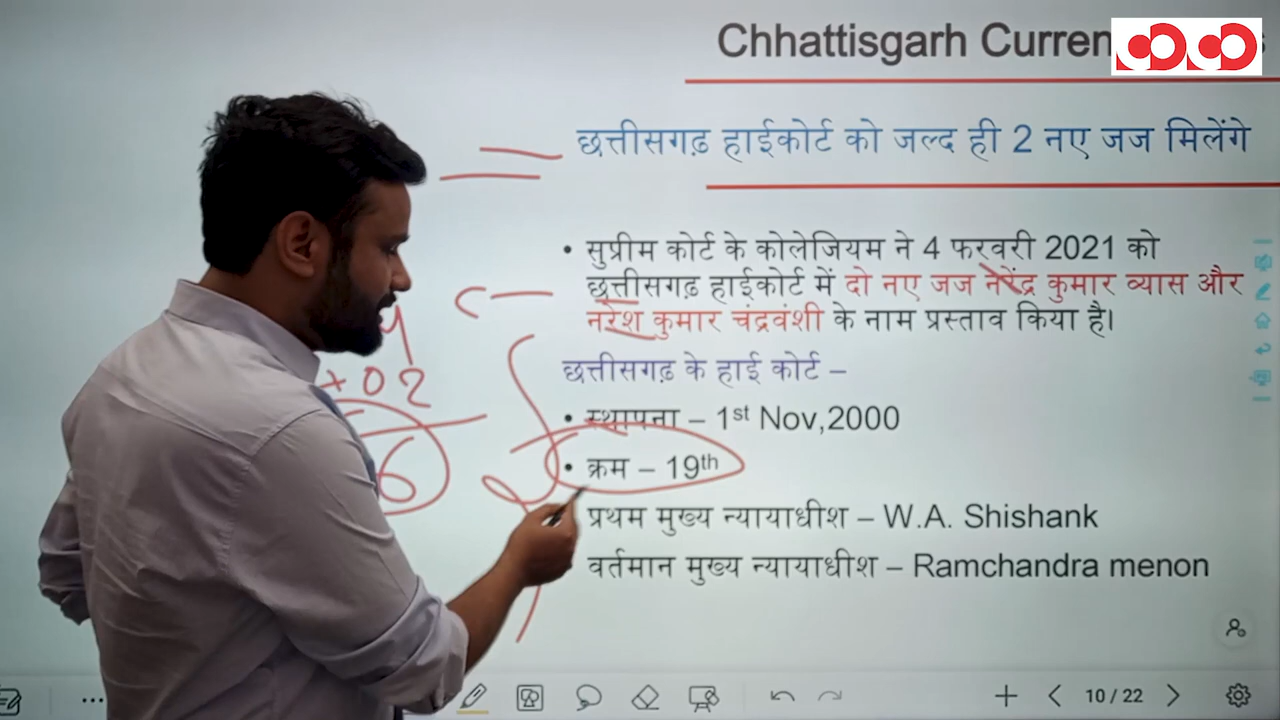 Chhattisgarh Curren
छत्तीसगढ़ हाईकोर्ट को जल्द ही 2 नए जज मिलेंगे
• सुप्रीम कोर्ट के कोलेजियम ने 4 फरवरी 2021 को
छत्तीसगढ़ हाईकोर्ट में दो नए जज नरेंद्र कुमार व्यास और
नरेश कुमार चंद्रवंशी के नाम प्रस्ताव किया है।
छत्तीसगढ़ के हाई कोर्ट –
• स्थापना – 1st Nov,2000
• क्रम – 19th
प्रथम मुख्य न्यायाधीश – W.A. Shishank
वर्तमान मुख्य न्यायाधीश – Ramchandra menon
+ 02
6
10 / 22